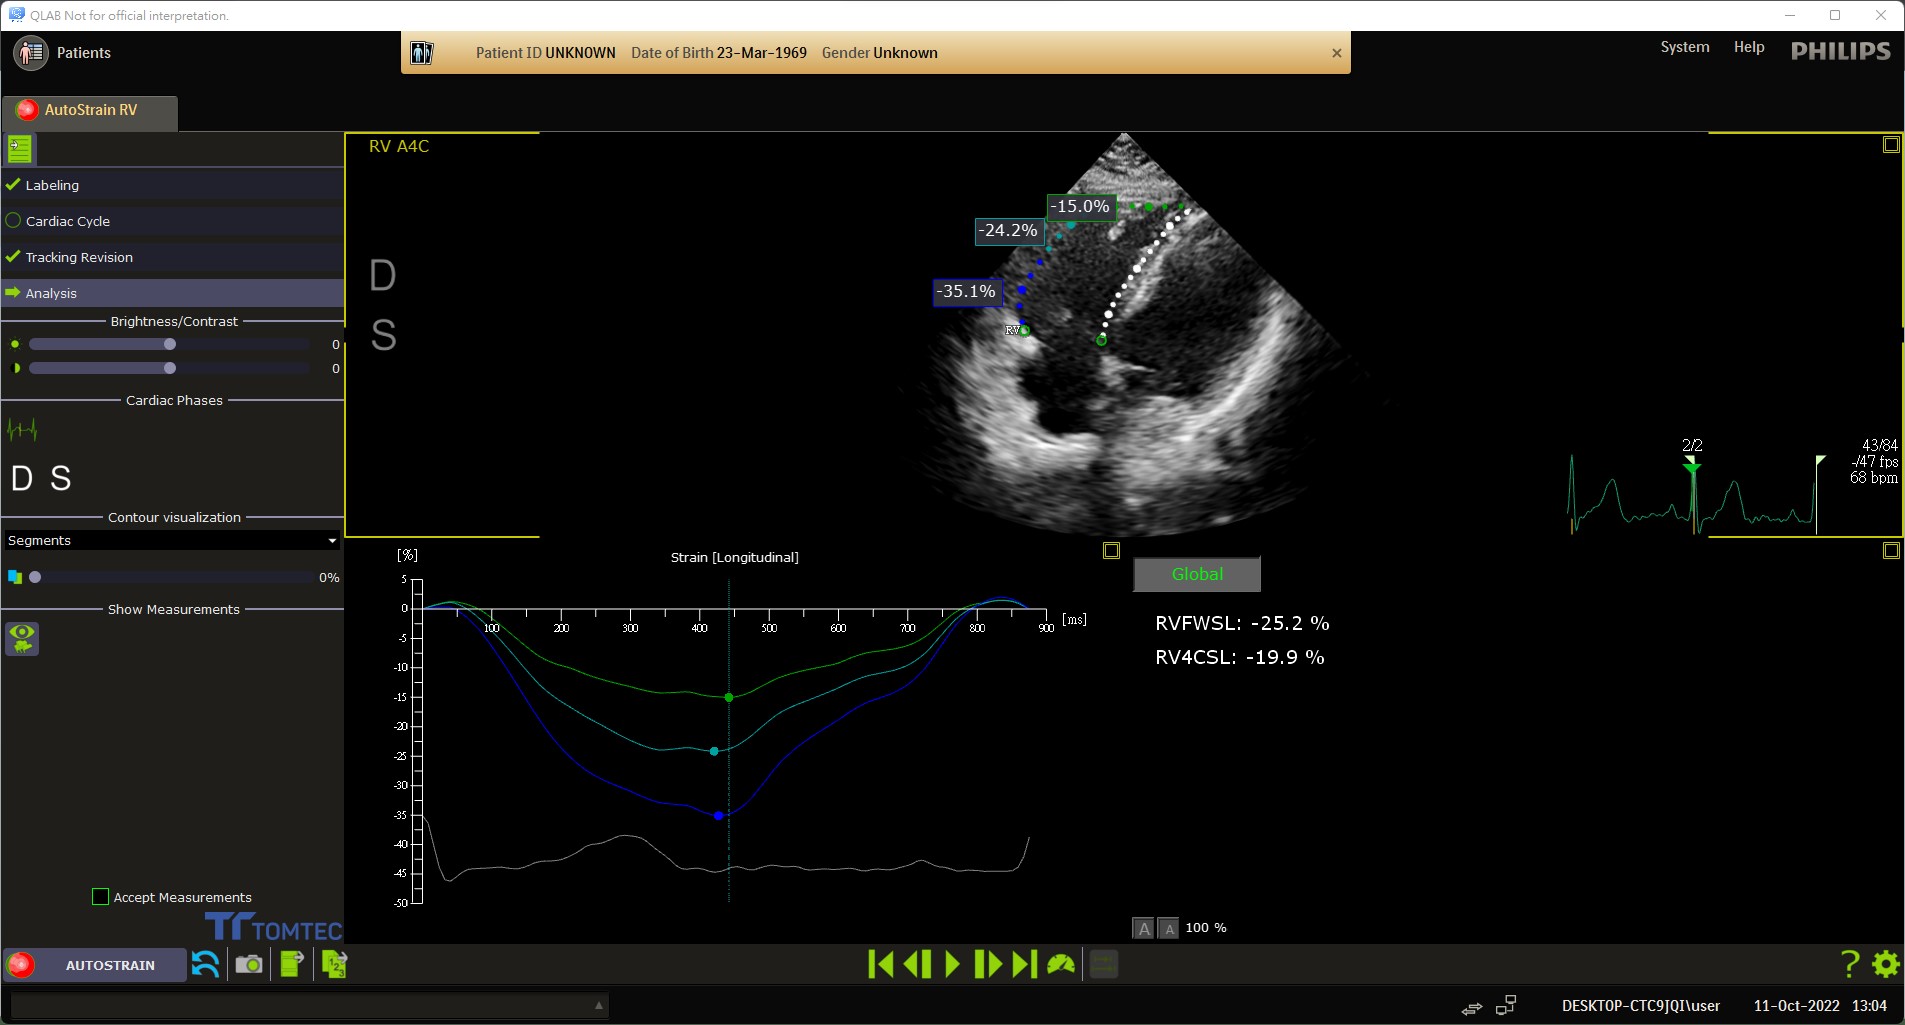 QLAB Not for official interpretation.
Patients
Patient ID UNKNOWN Date of Birth 23-Mar-1969 Gender Unknown
System Help PHILIPS
AutoStrain RV
Labeling
Cardiac Cycle
Tracking Revision
Analysis
Brightness/Contrast
0
0
Cardiac Phases
D S
Contour visualization
Segments
0%
Show Measurements
Accept Measurements
TOMTEC
RV A4C
D
S
-15.0%
-24.2%
-35.1%
RV
2/2
43/84
-/47 fps
68 bpm
[%]
Strain [Longitudinal]
5
0
-5
-10
-15
-20
-25
-30
-35
-40
-45
-50
100 200 300 400 500 600 700 800 900 [ms]
Global
RVFWSL: -25.2 %
RV4CSL: -19.9 %
A A 100 %
AUTOSTRAIN
1 2 3
?
DESKTOP-CTC9JQI\user 11-Oct-2022 13:04